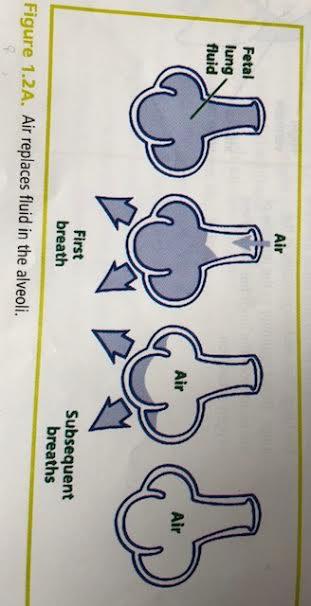 Fetal
lung
fluid
Air
First
breath
Air
Subsequent
breaths
Air
Figure 1.2A. Air replaces fluid in the alveoli.